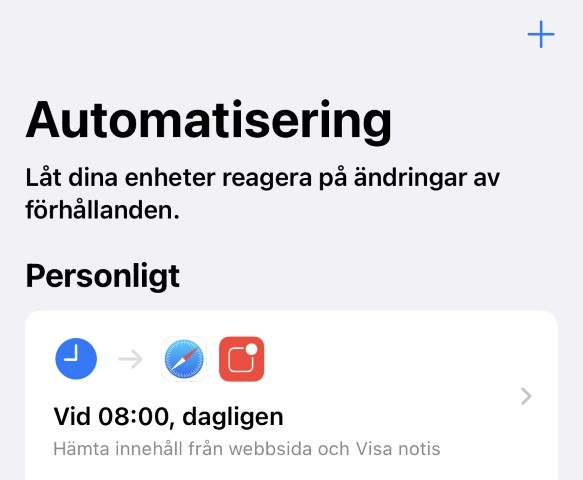 Automatisering
Låt dina enheter reagera på ändringar av
förhållanden.
Personligt
Vid 08:00, dagligen
Hämta innehåll från webbsida och Visa notis